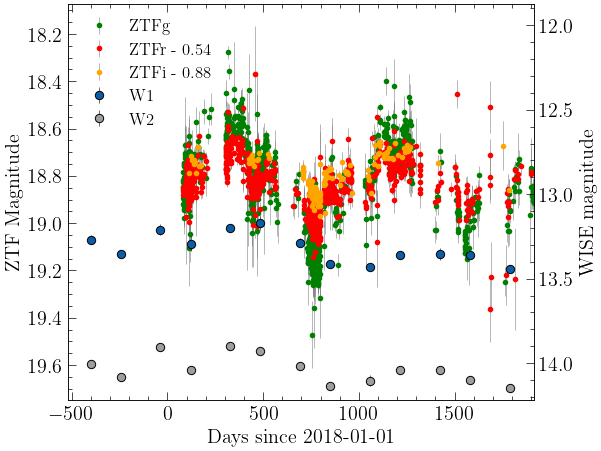 ZTFg
ZTFr - 0.54
ZTFi - 0.88
W1
W2
18.2
18.4
18.6
18.8
19.0
19.2
19.4
19.6
ZTF Magnitude
12.0
12.5
13.0
13.5
14.0
WISE magnitude
−500 0 500 1000 1500
Days since 2018-01-01